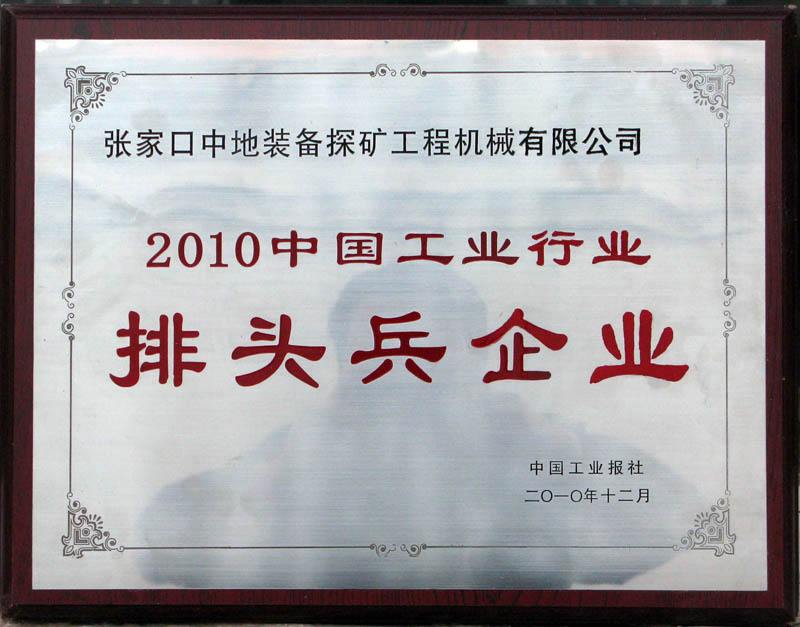 张家口中地装备探矿工程机械有限公司
2010中国工业行业
排头兵企业
中国工业报社
二〇一〇年十二月